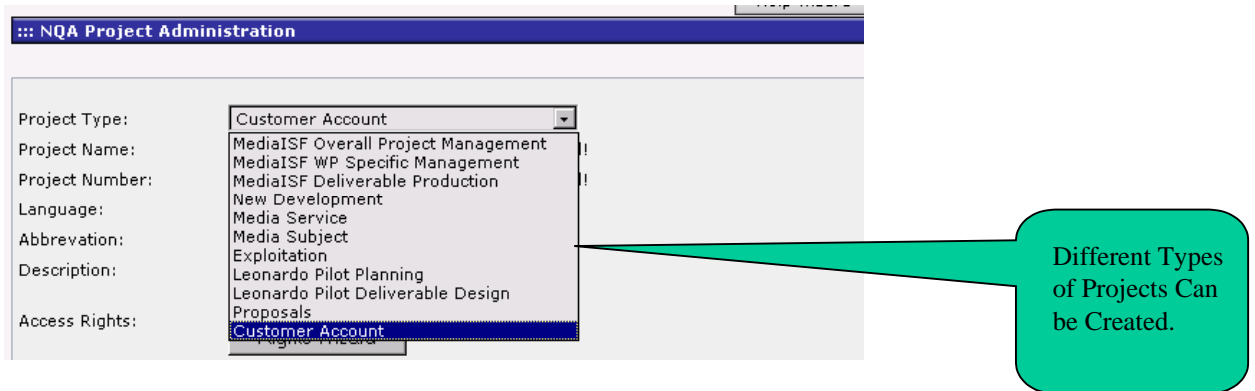 ::: NQA Project Administration
Project Type:
Customer Account
Project Name:
Project Number:
Language:
Abbrevation:
Description:
Access Rights:
MediaISF Overall Project Management
MediaISF WP Specific Management
MediaISF Deliverable Production
New Development
Media Service
Media Subject
Exploitation
Leonardo Pilot Planning
Leonardo Pilot Deliverable Design
Proposals
Customer Account
Different Types
of Projects Can
be Created.